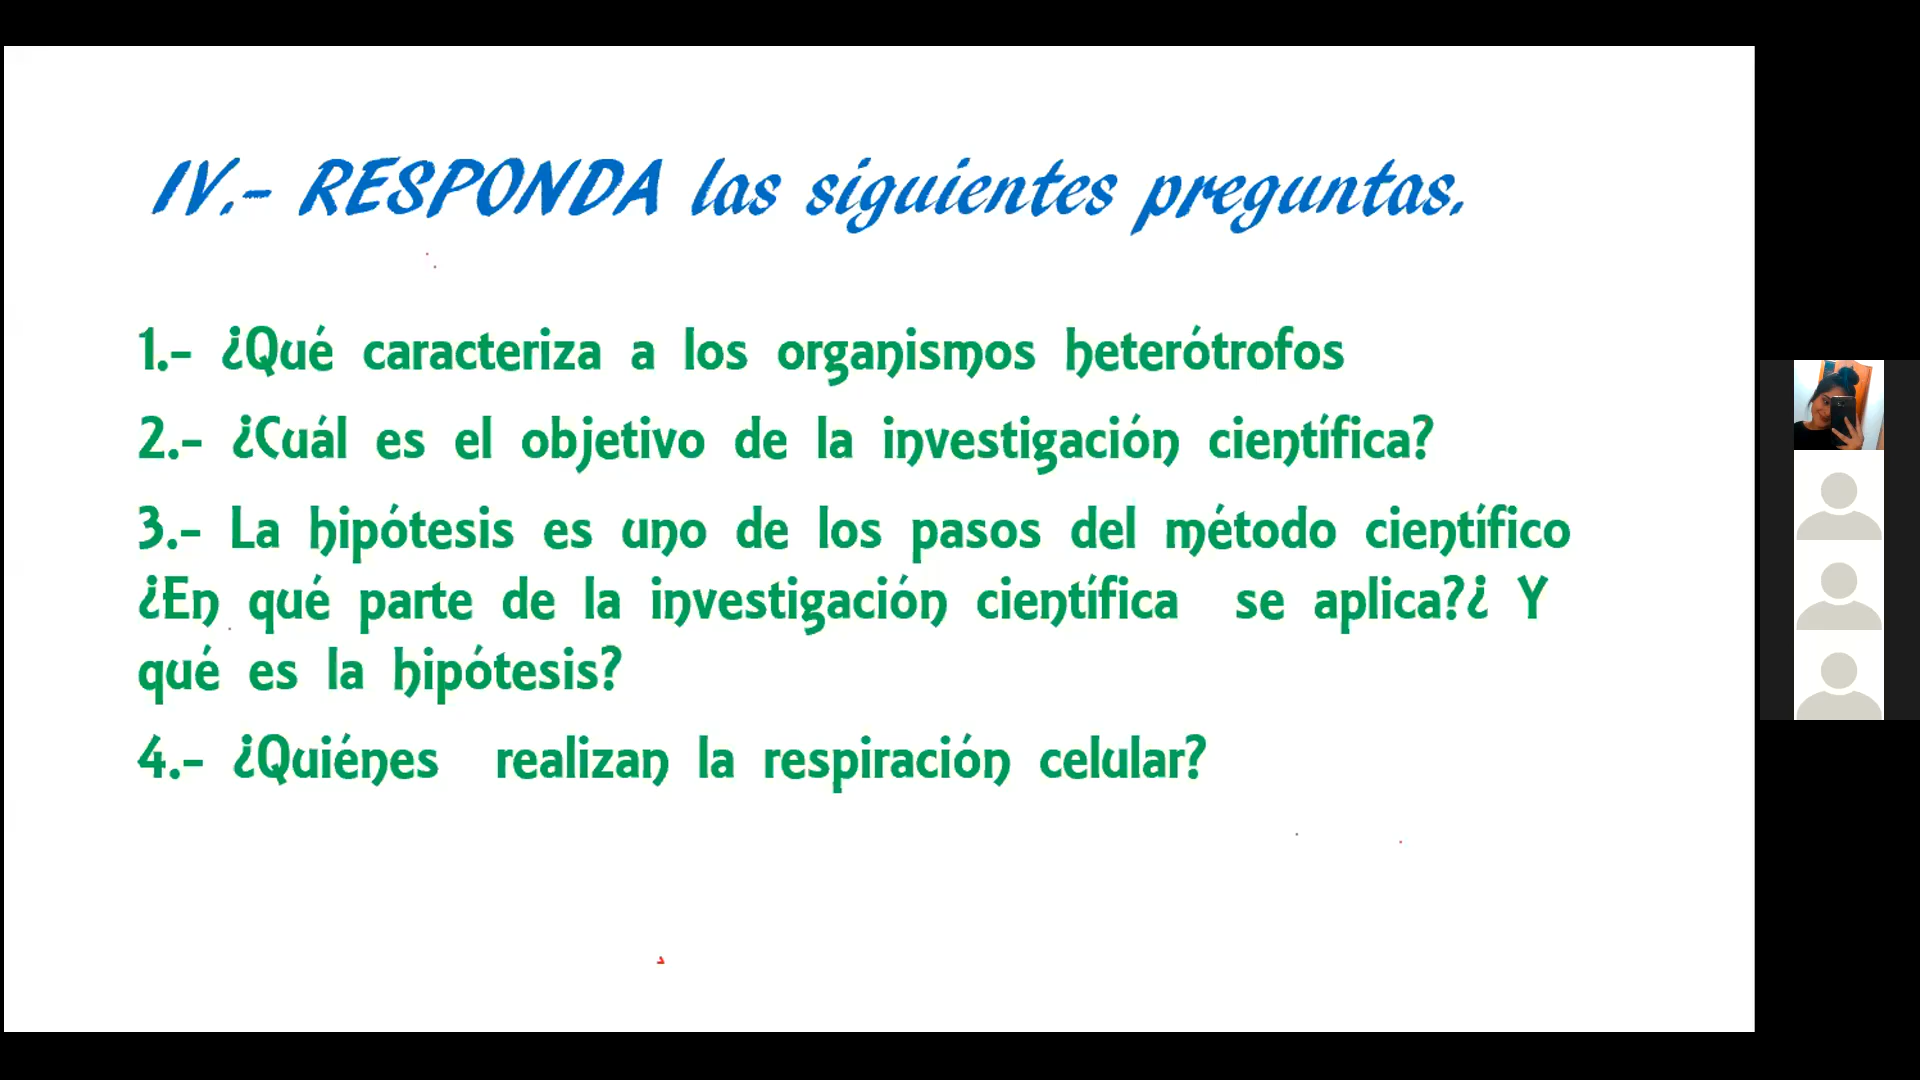 IV.- RESPONDA las siguientes preguntas.
1.- ¿Qué caracteriza a los organismos heterótrofos
2.- ¿Cuál es el objetivo de la investigación científica?
3.- La hipótesis es uno de los pasos del método científico
¿En qué parte de la investigación científica se aplica?¿ Y
qué es la hipótesis?
4.- ¿Quiénes realizan la respiración celular?